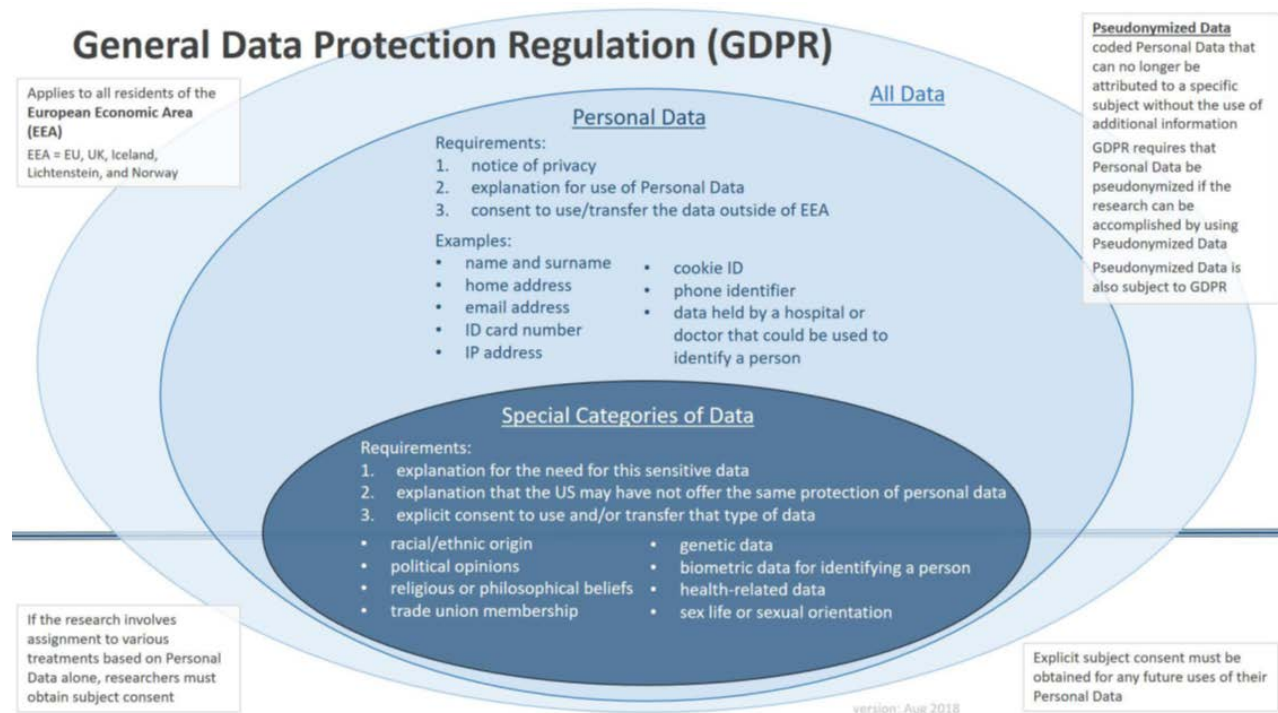 General Data Protection Regulation (GDPR)
Applies to all residents of the
European Economic Area
(EEA)
EEA = EU, UK, Iceland,
Lichtenstein, and Norway
Pseudonymized Data
coded Personal Data that
can no longer be
attributed to a specific
subject without the use of
additional information
GDPR requires that
Personal Data be
pseudonymized if the
research can be
accomplished by using
Pseudonymized Data
Pseudonymized Data is
also subject to GDPR
All Data
Personal Data
Requirements:
1. notice of privacy
2. explanation for use of Personal Data
3. consent to use/transfer the data outside of EEA
Examples:
• name and surname
• home address
• email address
• ID card number
• IP address
• cookie ID
• phone identifier
• data held by a hospital or
doctor that could be used to
identify a person
Special Categories of Data
Requirements:
1. explanation for the need for this sensitive data
2. explanation that the US may have not offer the same protection of personal data
3. explicit consent to use and/or transfer that type of data
• racial/ethnic origin
• political opinions
• religious or philosophical beliefs
• trade union membership
• genetic data
• biometric data for identifying a person
• health-related data
• sex life or sexual orientation
If the research involves
assignment to various
treatments based on Personal
Data alone, researchers must
obtain subject consent
Explicit subject consent must be
obtained for any future uses of their
Personal Data
version: Aug 2018